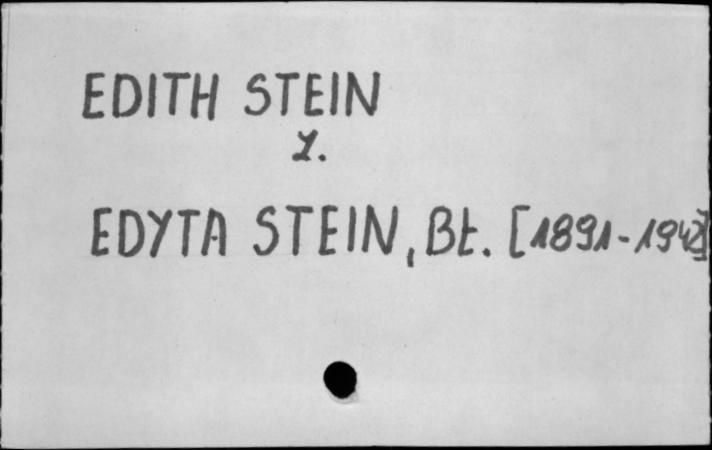 EDITH STEIN
z.
EDYTA STEIN, Bł. [1891-1942]